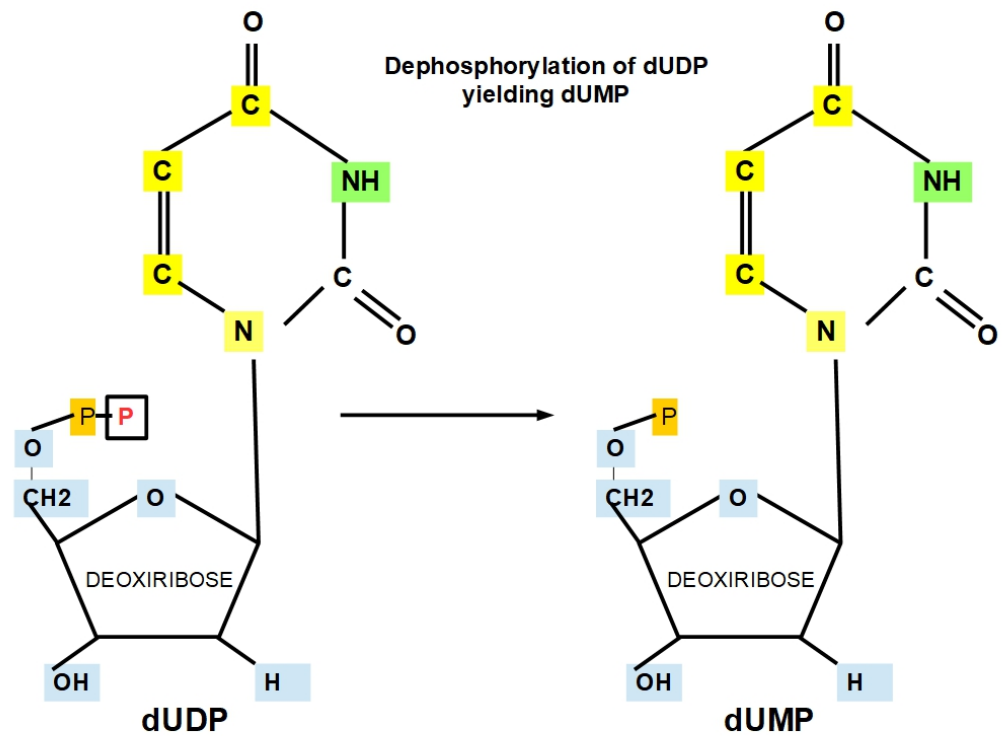 O
Dephosphorylation of dUDP
yielding dUMP
O
C
C
C
NH
C
NH
C
C
C
C
N
O
N
O
P P
P
O
O
CH2
O
CH2
O
DEOXIRIBOSE
DEOXIRIBOSE
OH
H
OH
H
dUDP
dUMP